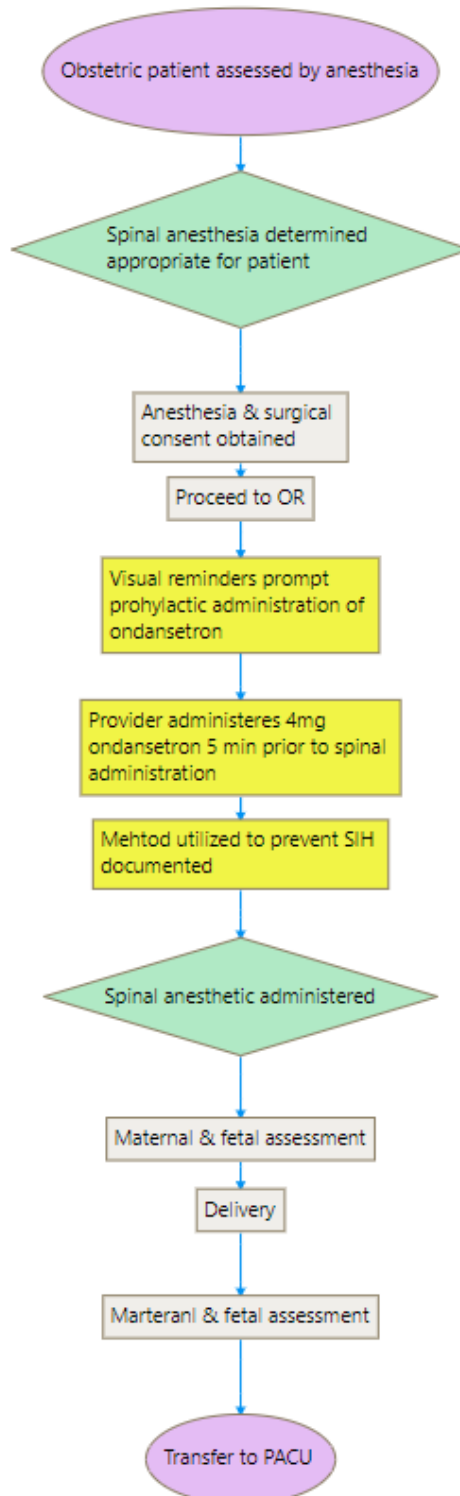 Obstetric patient assessed by anesthesia
Spinal anesthesia determined
appropriate for patient
Anesthesia & surgical
consent obtained
Proceed to OR
Visual reminders prompt
prohylactic administration of
ondansetron
Provider administeres 4mg
ondansetron 5 min prior to spinal
administration
Mehtod utilized to prevent SIH
documented
Spinal anesthetic administered
Maternal & fetal assessment
Delivery
Marteranl & fetal assessment
Transfer to PACU